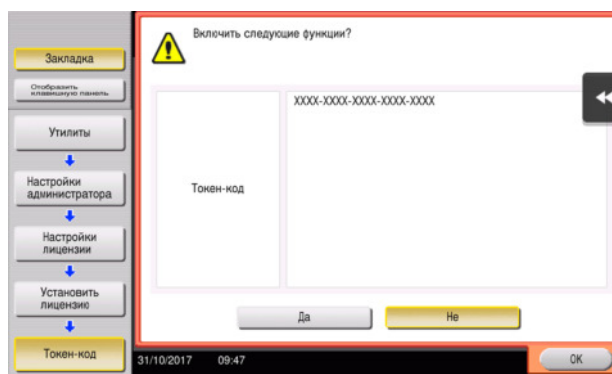 Закладка
Отобразить
клавишную панель
Утилиты
Настройки
администратора
Настройки
лицензии
Установить
лицензию
Токен-код
Включить следующие функции?
Токен-код
XXXX-XXXX-XXXX-XXXX-XXXX
Да
Не
31/10/2017 09:47
OK